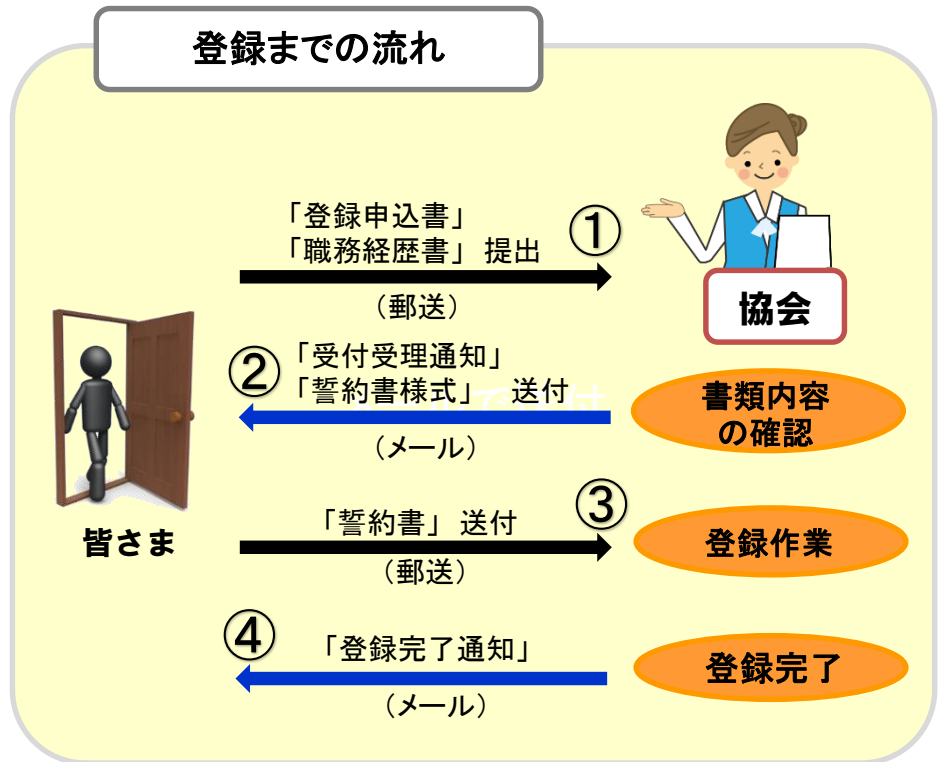 登録までの流れ
「登録申込書」
「職務経歴書」 提出
①
（郵送）
協会
②
「受付受理通知」
「誓約書様式」 送付
（メール）
書類内容
の確認
皆さま
「誓約書」 送付
③
（郵送）
登録作業
④
「登録完了通知」
（メール）
登録完了